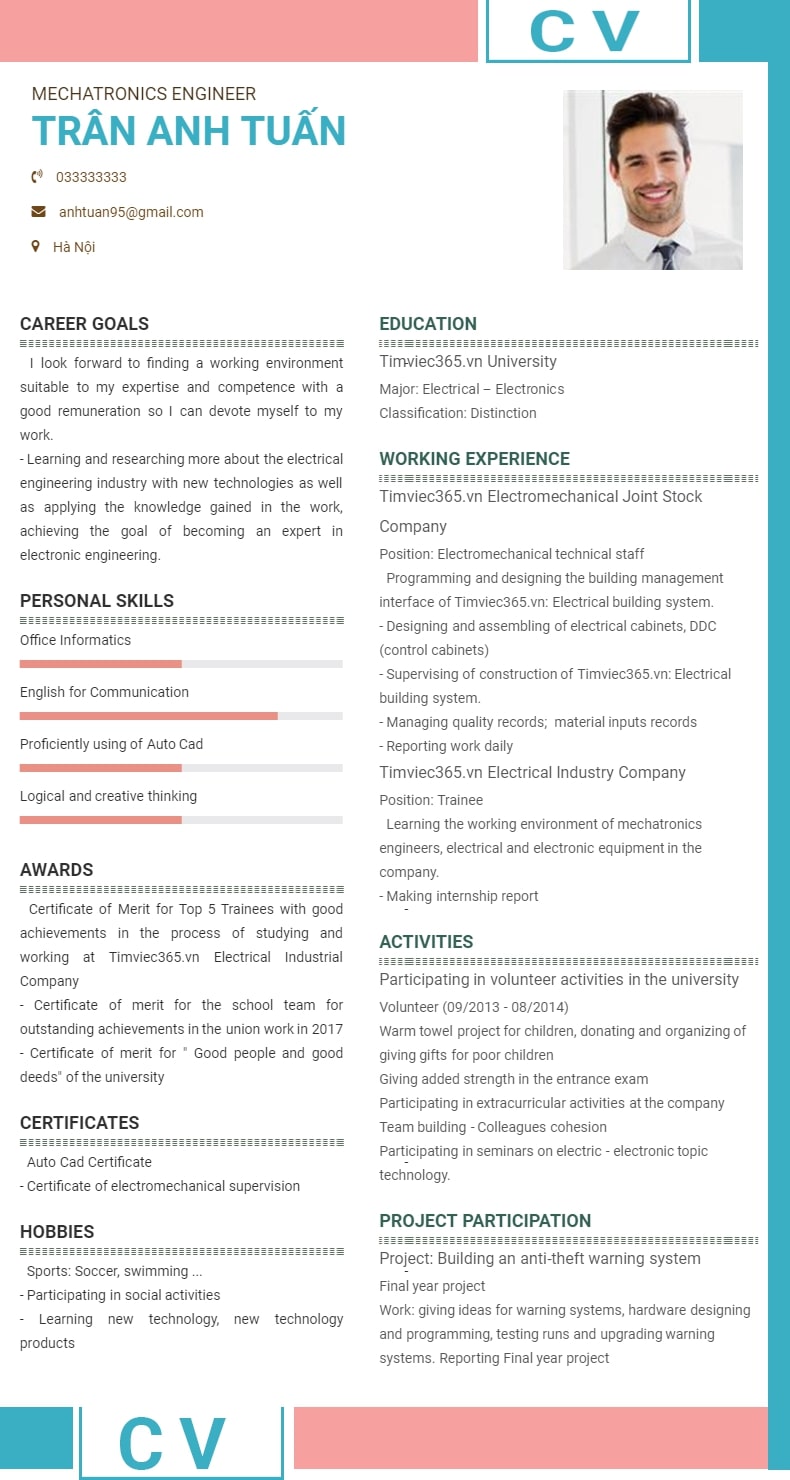 CV
MECHATRONICS ENGINEER
TRÂN ANH TUẤN
033333333
anhtuan95@gmail.com
Hà Nội
CAREER GOALS
I look forward to finding a working environment
suitable to my expertise and competence with a
good remuneration so I can devote myself to my
work.
- Learning and researching more about the electrical
engineering industry with new technologies as well
as applying the knowledge gained in the work,
achieving the goal of becoming an expert in
electronic engineering.
PERSONAL SKILLS
Office Informatics
English for Communication
Proficiently using of Auto Cad
Logical and creative thinking
AWARDS
Certificate of Merit for Top 5 Trainees with good
achievements in the process of studying and
working at Timviec365.vn Electrical Industrial
Company
- Certificate of merit for the school team for
outstanding achievements in the union work in 2017
- Certificate of merit for " Good people and good
deeds" of the university
CERTIFICATES
Auto Cad Certificate
- Certificate of electromechanical supervision
HOBBIES
Sports: Soccer, swimming ...
- Participating in social activities
- Learning new technology, new technology
products
EDUCATION
Timviec365.vn University
Major: Electrical – Electronics
Classification: Distinction
WORKING EXPERIENCE
Timviec365.vn Electromechanical Joint Stock
Company
Position: Electromechanical technical staff
Programming and designing the building management
interface of Timviec365.vn: Electrical building system.
- Designing and assembling of electrical cabinets, DDC
(control cabinets)
- Supervising of construction of Timviec365.vn: Electrical
building system.
- Managing quality records; material inputs records
- Reporting work daily
Timviec365.vn Electrical Industry Company
Position: Trainee
Learning the working environment of mechatronics
engineers, electrical and electronic equipment in the
company.
- Making internship report
ACTIVITIES
Participating in volunteer activities in the university
Volunteer (09/2013 - 08/2014)
Warm towel project for children, donating and organizing of
giving gifts for poor children
Giving added strength in the entrance exam
Participating in extracurricular activities at the company
Team building - Colleagues cohesion
Participating in seminars on electric - electronic topic
technology.
PROJECT PARTICIPATION
Project: Building an anti-theft warning system
Final year project
Work: giving ideas for warning systems, hardware designing
and programming, testing runs and upgrading warning
systems. Reporting Final year project
CV